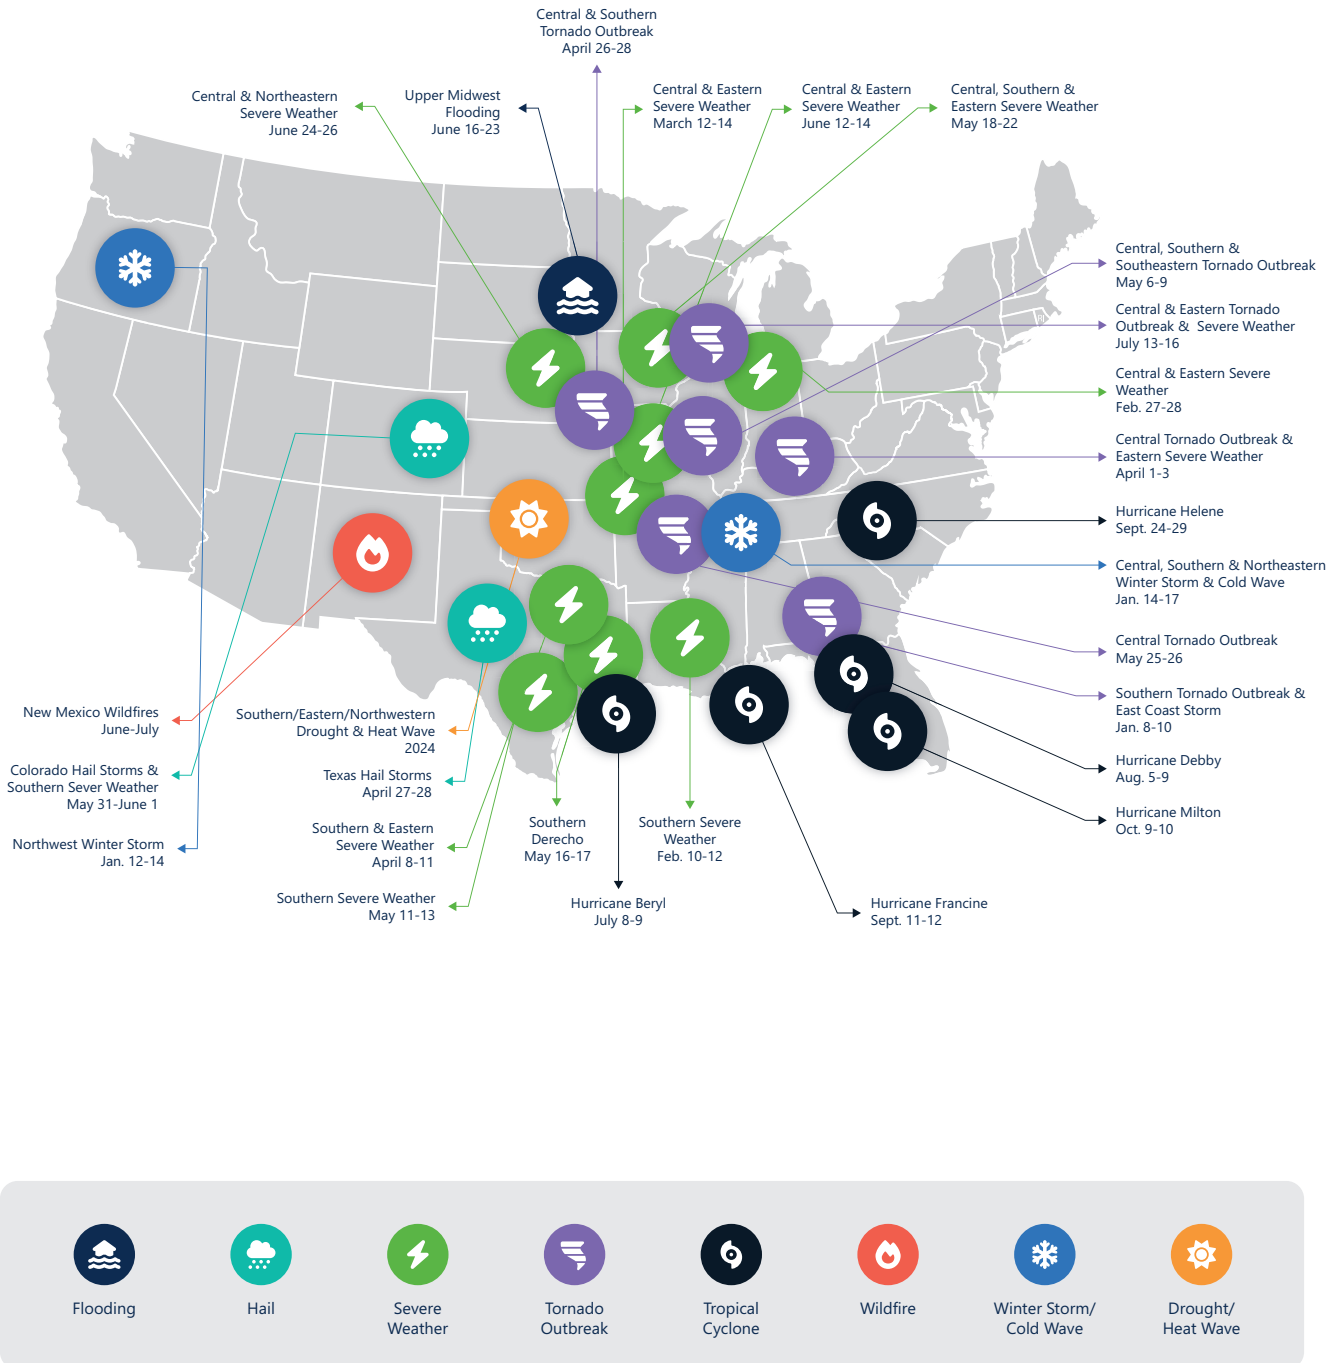 Central & Southern
Tornado Outbreak
April 26-28
Central & Northeastern
Severe Weather
June 24-26
Upper Midwest
Flooding
June 16-23
Central & Eastern
Severe Weather
March 12-14
Central & Eastern
Severe Weather
June 12-14
Central, Southern &
Eastern Severe Weather
May 18-22
Central, Southern &
Southeastern Tornado Outbreak
May 6-9
RI
Central & Eastern Tornado
Outbreak & Severe Weather
July 13-16
Central & Eastern Severe
Weather
Feb. 27-28
Central Tornado Outbreak &
Eastern Severe Weather
April 1-3
Hurricane Helene
Sept. 24-29
Central, Southern & Northeastern
Winter Storm & Cold Wave
Jan. 14-17
Central Tornado Outbreak
May 25-26
Southern Tornado Outbreak &
East Coast Storm
Jan. 8-10
Hurricane Debby
Aug. 5-9
Hurricane Milton
Oct. 9-10
New Mexico Wildfires
June-July
Colorado Hail Storms &
Southern Sever Weather
May 31-June 1
Northwest Winter Storm
Jan. 12-14
Southern/Eastern/Northwestern
Drought & Heat Wave
2024
Texas Hail Storms
April 27-28
Southern & Eastern
Severe Weather
April 8-11
Southern Severe Weather
May 11-13
Southern
Derecho
May 16-17
Southern Severe
Weather
Feb. 10-12
Hurricane Beryl
July 8-9
Hurricane Francine
Sept. 11-12
Flooding
Hail
Severe
Weather
Tornado
Outbreak
Tropical
Cyclone
Wildfire
Winter Storm/
Cold Wave
Drought/
Heat Wave